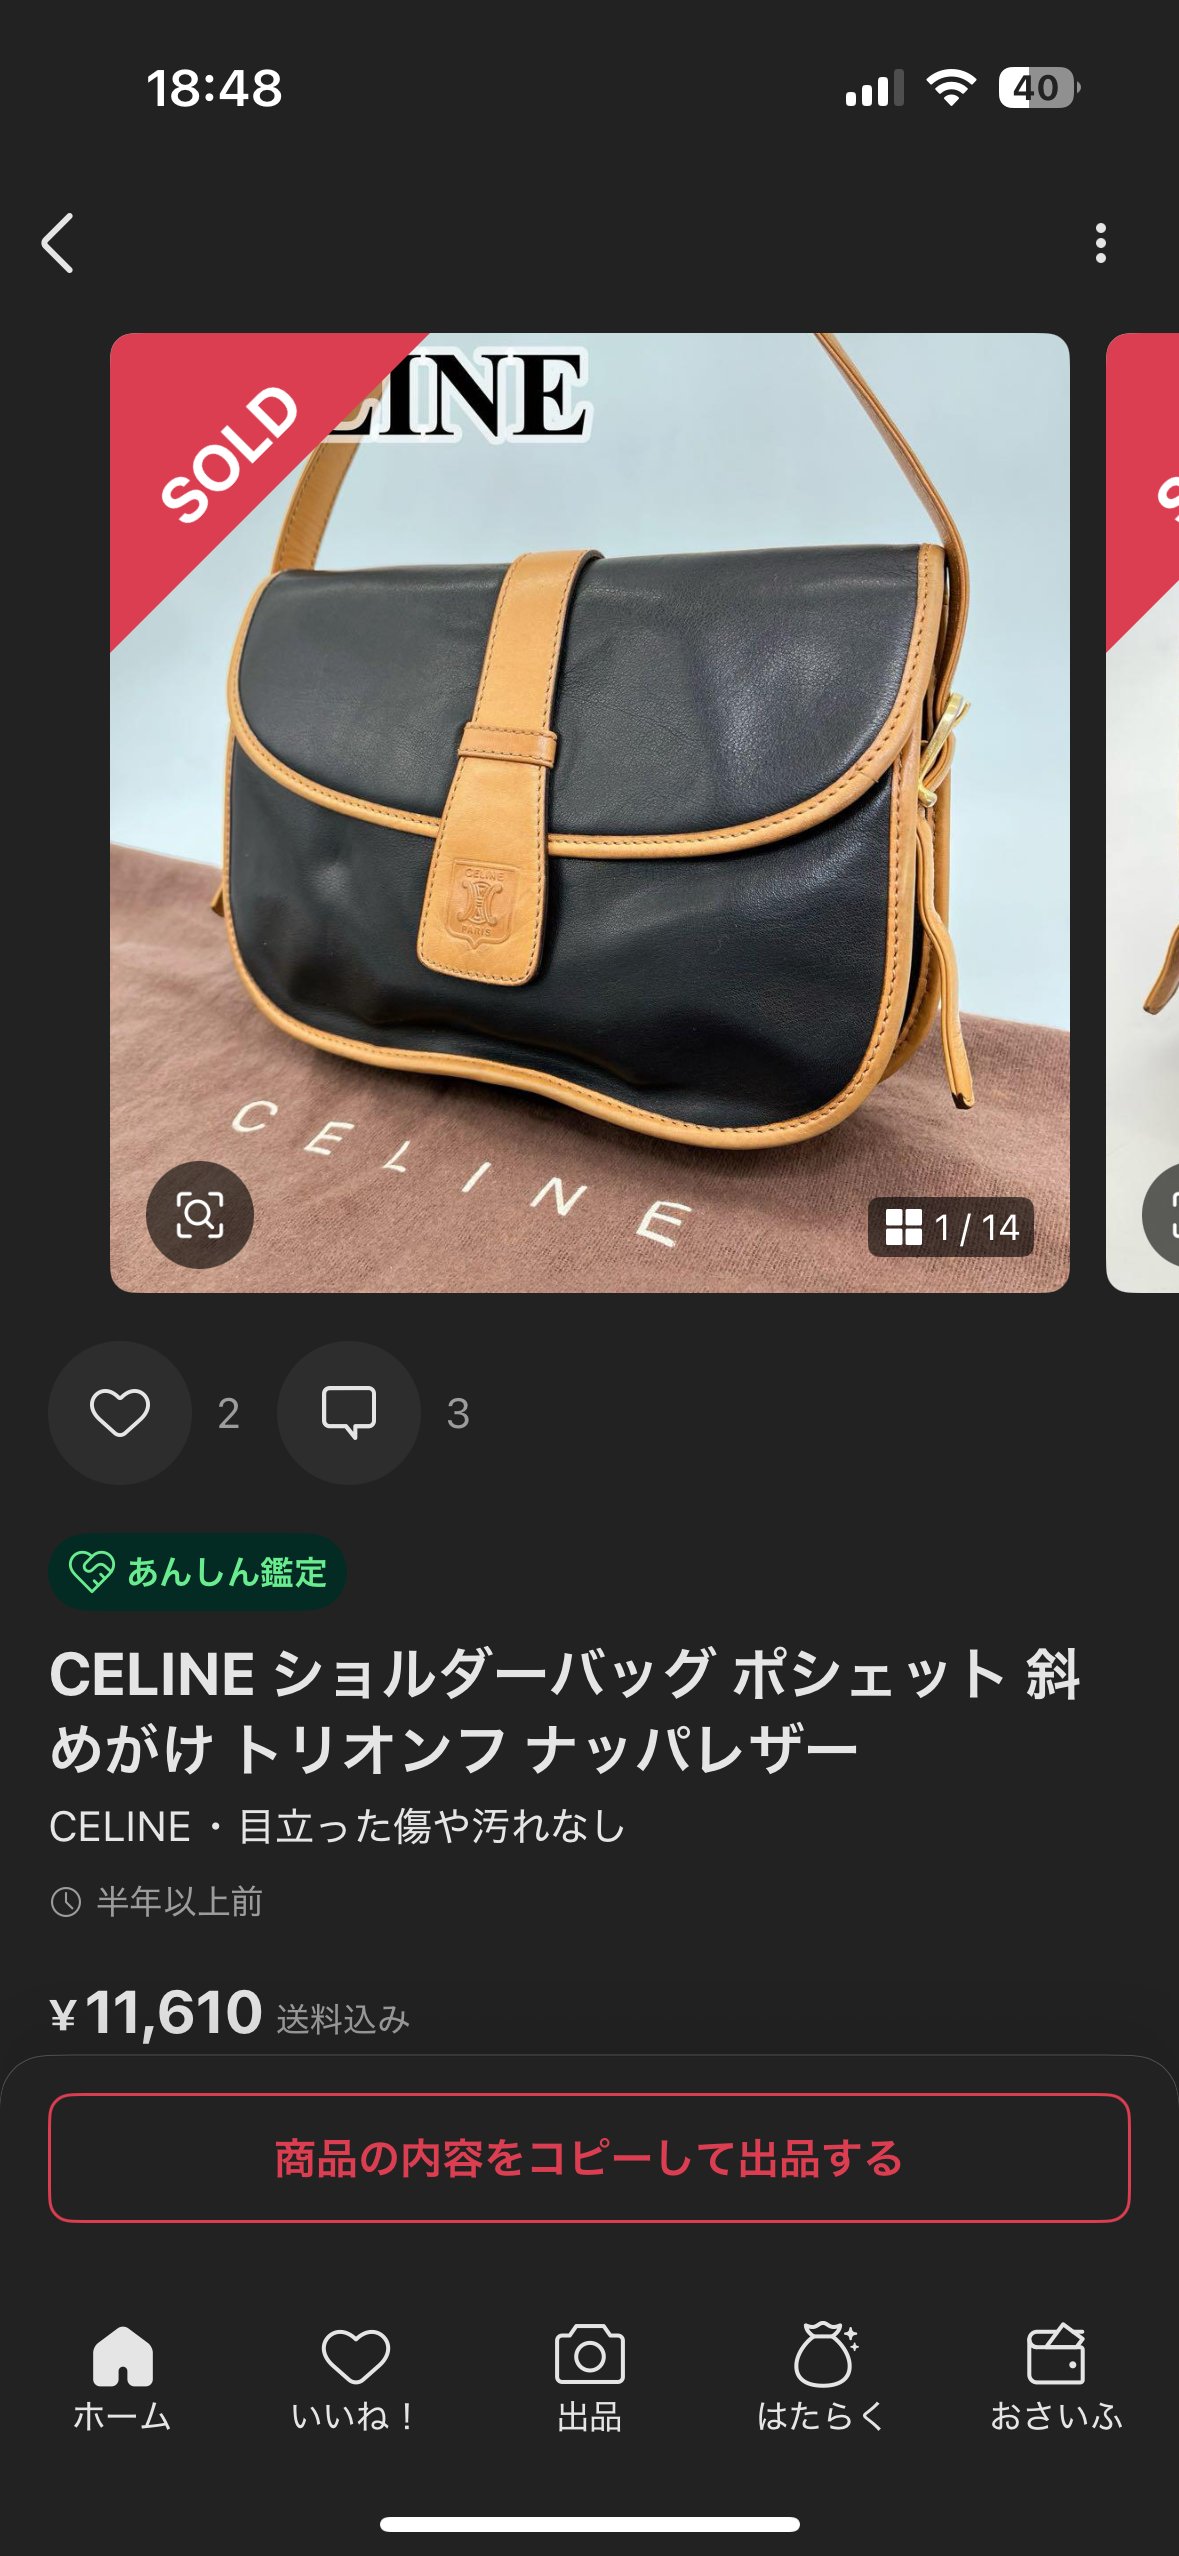 18:48
40
SOLD
LINE
CELINE
PARIS
CELINE
1 / 14
2
3
あんしん鑑定
CELINE ショルダーバッグ ポシェット 斜
めがけ トリオンフ ナッパレザー
CELINE・目立った傷や汚れなし
半年以上前
¥11,610 送料込み
商品の内容をコピーして出品する
ホーム
いいね！
出品
はたらく
おさいふ